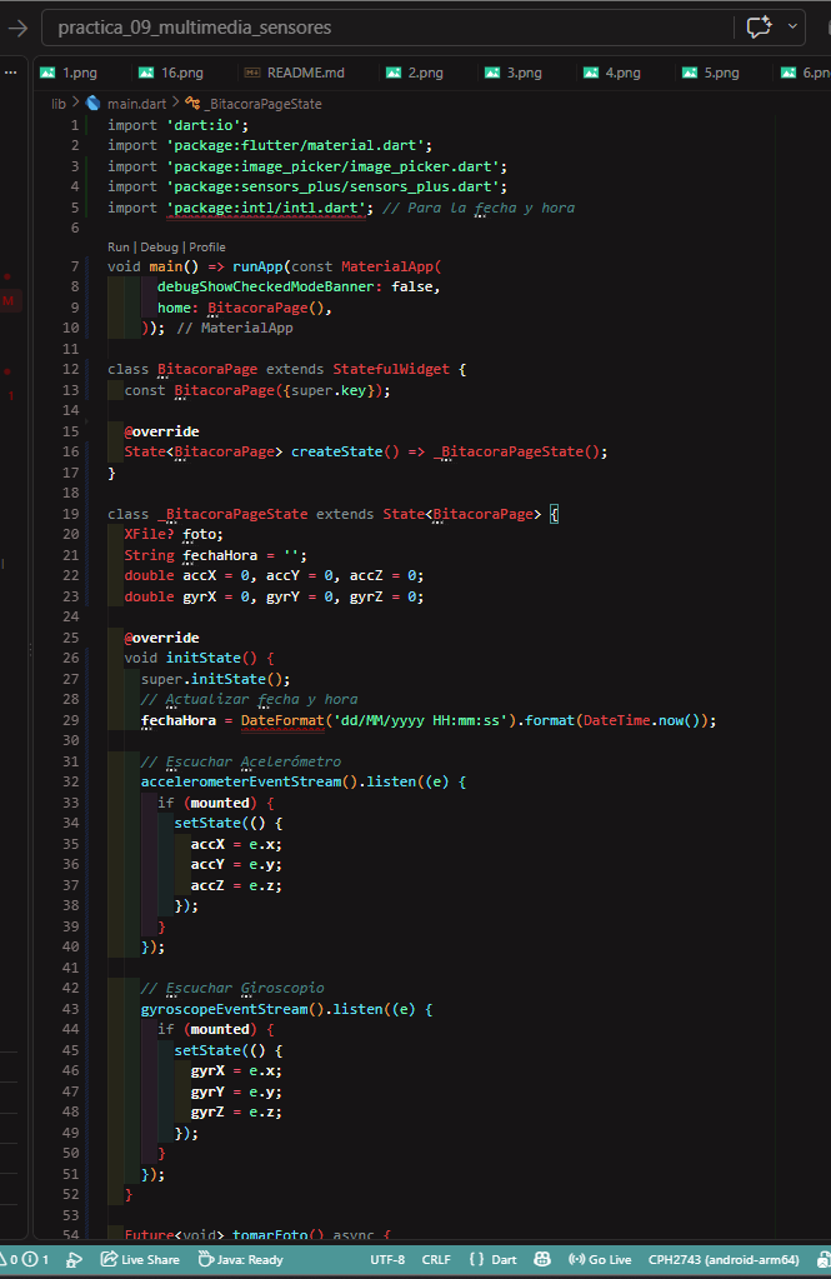 practica_09_multimedia_sensores
1.png 16.png README.md 2.png 3.png 4.png 5.png
lib > main.dart > _BitacoraPageState
1 import 'dart:io';
2 import 'package:flutter/material.dart';
3 import 'package:image_picker/image_picker.dart';
4 import 'package:sensors_plus/sensors_plus.dart';
5 import 'package:intl/intl.dart'; // Para la fecha y hora
6
Run | Debug | Profile
7 void main() => runApp(const MaterialApp(
8 debugShowCheckedModeBanner: false,
9 home: BitacoraPage(),
10 )); // MaterialApp
11
12 class BitacoraPage extends StatefulWidget {
13 const BitacoraPage({super.key});
14
15 @override
16 State<BitacoraPage> createState() => _BitacoraPageState();
17 }
18
19 class _BitacoraPageState extends State<BitacoraPage> {
20 XFile? foto;
21 String fechaHora = '';
22 double accX = 0, accY = 0, accZ = 0;
23 double gyrX = 0, gyrY = 0, gyrZ = 0;
24
25 @override
26 void initState() {
27 super.initState();
28 // Actualizar fecha y hora
29 fechaHora = DateFormat('dd/MM/yyyy HH:mm:ss').format(DateTime.now());
30
31 // Escuchar Acelerómetro
32 accelerometerEventStream().listen((e) {
33 if (mounted) {
34 setState(() {
35 accX = e.x;
36 accY = e.y;
37 accZ = e.z;
38 });
39 }
40 });
41
42 // Escuchar Giroscopio
43 gyroscopeEventStream().listen((e) {
44 if (mounted) {
45 setState(() {
46 gyrX = e.x;
47 gyrY = e.y;
48 gyrZ = e.z;
49 });
50 }
51 });
52 }
53
54 Future<void> tomarFoto() async {
M
1
0 1 Live Share Java: Ready UTF-8 CRLF { } Dart Go Live CPH2743 (android-arm64)